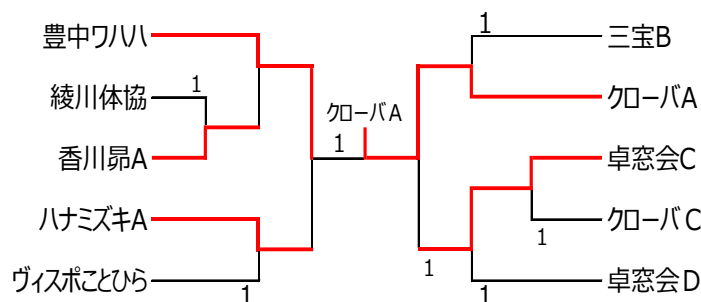 豊中ワハハ
綾川体協
1
香川昴A
ハナミズキA
ヴィスポことひら
1
クローバA
1
1
三宝B
クローバA
卓窓会C
クローバC
1
1
卓窓会D
1